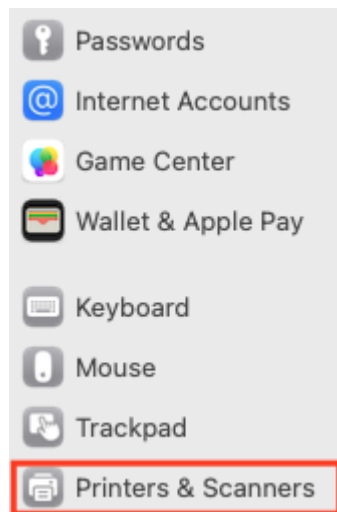 Passwords
Internet Accounts
Game Center
Wallet & Apple Pay
Keyboard
Mouse
Trackpad
Printers & Scanners